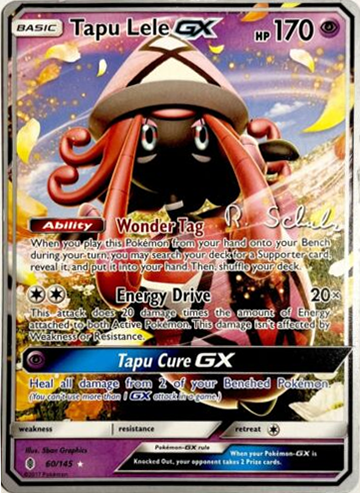 BASIC Tapu Lele GX HP 170
Ability Wonder Tag
R. Schulz
When you play this Pokémon from your hand onto your Bench
during your turn, you may search your deck for a Supporter card,
reveal it, and put it into your hand. Then, shuffle your deck.
Energy Drive 20×
This attack does 20 damage times the amount of Energy
attached to both Active Pokémon. This damage isn't affected by
Weakness or Resistance.
Tapu Cure GX
Heal all damage from 2 of your Benched Pokémon.
(You can't use more than 1 GX attack in a game.)
weakness resistance retreat
Illus. 5ban Graphics
60/145
©2017 Pokémon
Pokémon-GX rule
When your Pokémon-GX is
Knocked Out, your opponent takes 2 Prize cards.